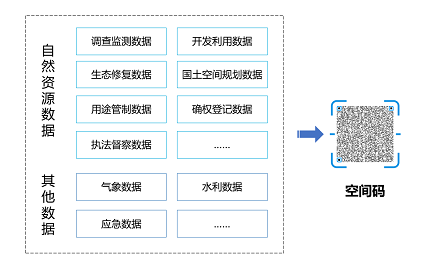 自然资源数据
调查监测数据 开发利用数据
生态修复数据 国土空间规划数据
用途管制数据 确权登记数据
执法督察数据 ......
其他数据
气象数据 水利数据
应急数据 ......
空间码